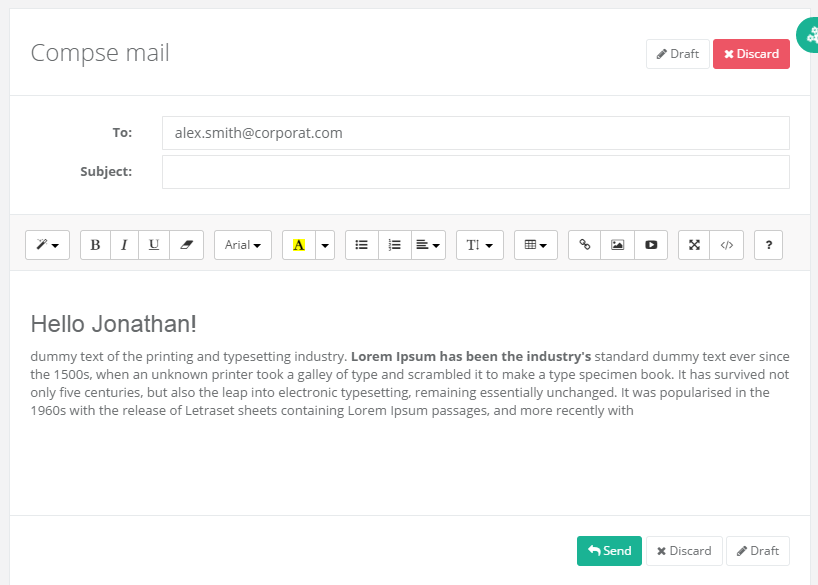 Compse mail
Draft
Discard
To:
alex.smith@corporat.com
Subject:
B I U Arial A T </> ?
Hello Jonathan!
dummy text of the printing and typesetting industry. Lorem Ipsum has been the industry's standard dummy text ever since
the 1500s, when an unknown printer took a galley of type and scrambled it to make a type specimen book. It has survived not
only five centuries, but also the leap into electronic typesetting, remaining essentially unchanged. It was popularised in the
1960s with the release of Letraset sheets containing Lorem Ipsum passages, and more recently with
Send
Discard
Draft